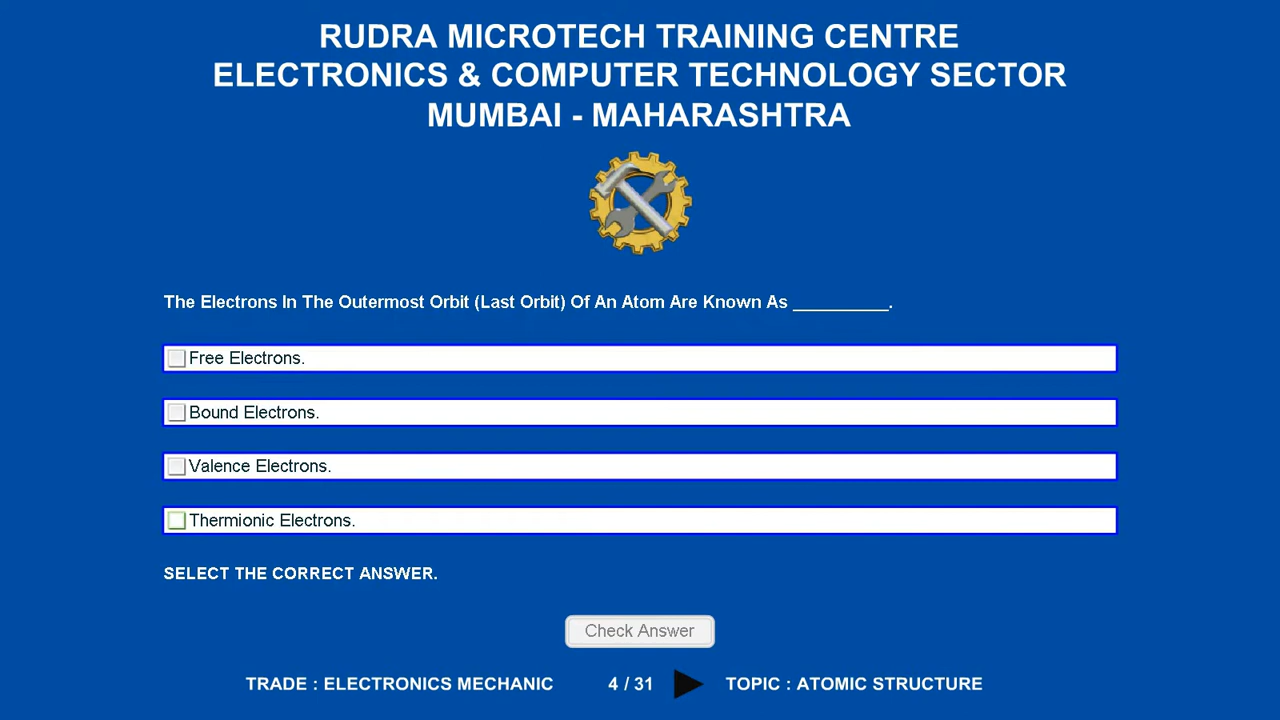 RUDRA MICROTECH TRAINING CENTRE
ELECTRONICS & COMPUTER TECHNOLOGY SECTOR
MUMBAI - MAHARASHTRA
The Electrons In The Outermost Orbit (Last Orbit) Of An Atom Are Known As __________.
Free Electrons.
Bound Electrons.
Valence Electrons.
Thermionic Electrons.
SELECT THE CORRECT ANSWER.
Check Answer
TRADE : ELECTRONICS MECHANIC 4 / 31 TOPIC : ATOMIC STRUCTURE